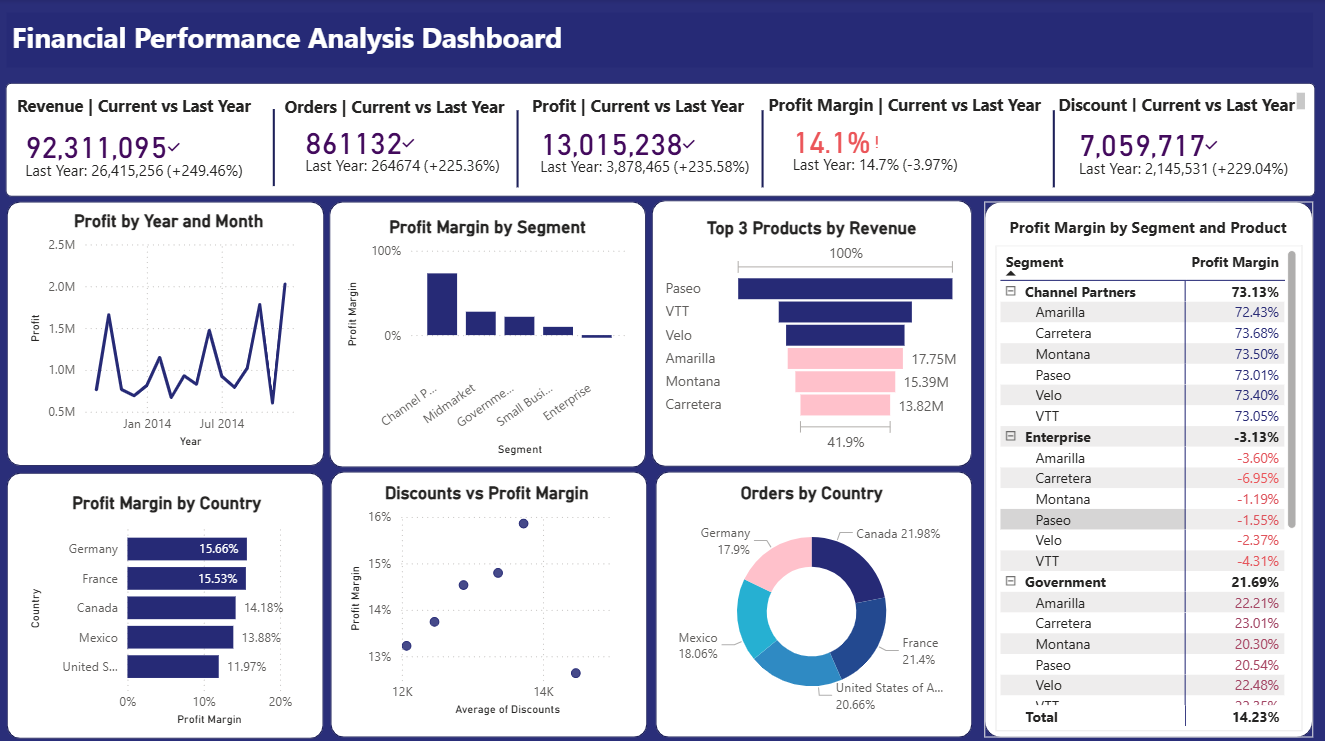 Financial Performance Analysis Dashboard
Revenue | Current vs Last Year
92,311,095
Last Year: 26,415,256 (+249.46%)
Orders | Current vs Last Year
861132
Last Year: 264674 (+225.36%)
Profit | Current vs Last Year
13,015,238
Last Year: 3,878,465 (+235.58%)
Profit Margin | Current vs Last Year
14.1% !
Last Year: 14.7% (-3.97%)
Discount | Current vs Last Year
7,059,717
Last Year: 2,145,531 (+229.04%)
Profit by Year and Month
Profit
2.5M
2.0M
1.5M
1.0M
0.5M
Jan 2014
Jul 2014
Year
Profit Margin by Segment
Profit Margin
100%
0%
Channel P...
Midmarket
Governme...
Small Busi...
Enterprise
Segment
Top 3 Products by Revenue
100%
Paseo
VTT
Velo
Amarilla 17.75M
Montana 15.39M
Carretera 13.82M
41.9%
Profit Margin by Country
Country
Germany 15.66%
France 15.53%
Canada 14.18%
Mexico 13.88%
United S... 11.97%
0%
10%
20%
Profit Margin
Discounts vs Profit Margin
Profit Margin
16%
15%
14%
13%
12K
14K
Average of Discounts
Orders by Country
Germany
17.9%
Canada 21.98%
Mexico
18.06%
France
21.4%
United States of A...
20.66%
Profit Margin by Segment and Product
Segment Profit Margin
Channel Partners 73.13%
Amarilla 72.43%
Carretera 73.68%
Montana 73.50%
Paseo 73.01%
Velo 73.40%
VTT 73.05%
Enterprise -3.13%
Amarilla -3.60%
Carretera -6.95%
Montana -1.19%
Paseo -1.55%
Velo -2.37%
VTT -4.31%
Government 21.69%
Amarilla 22.21%
Carretera 23.01%
Montana 20.30%
Paseo 20.54%
Velo 22.48%
VTT
Total 14.23%